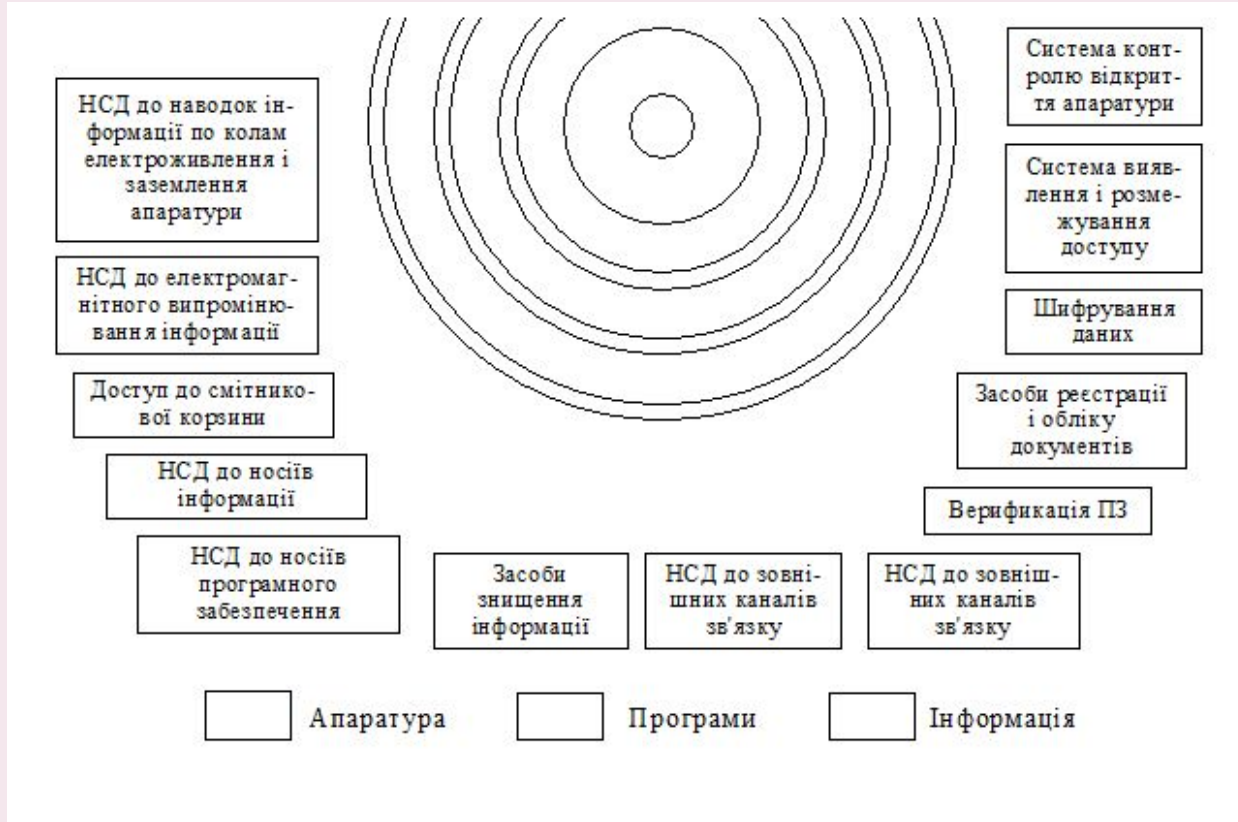 НСД до наводок ін-
формації по колам
електроживлення і
заземлення
апаратури
НСД до електромаг-
нітного випроміню-
вання інформації
Доступ до смітнико-
вої корзини
НСД до носіїв
інформації
НСД до носіїв
програмного
забезпечення
Засоби
знищення
інформації
НСД до зовні-
шних каналів
зв'язку
НСД до зовніш-
них каналів
зв'язку
Система конт-
ролю відкрит-
тя апаратури
Система вияв-
лення і розме-
жування
доступу
Шифрування
даних
Засоби реєстрації
і обліку
документів
Верификація ПЗ
Апаратура
Програми
Інформація